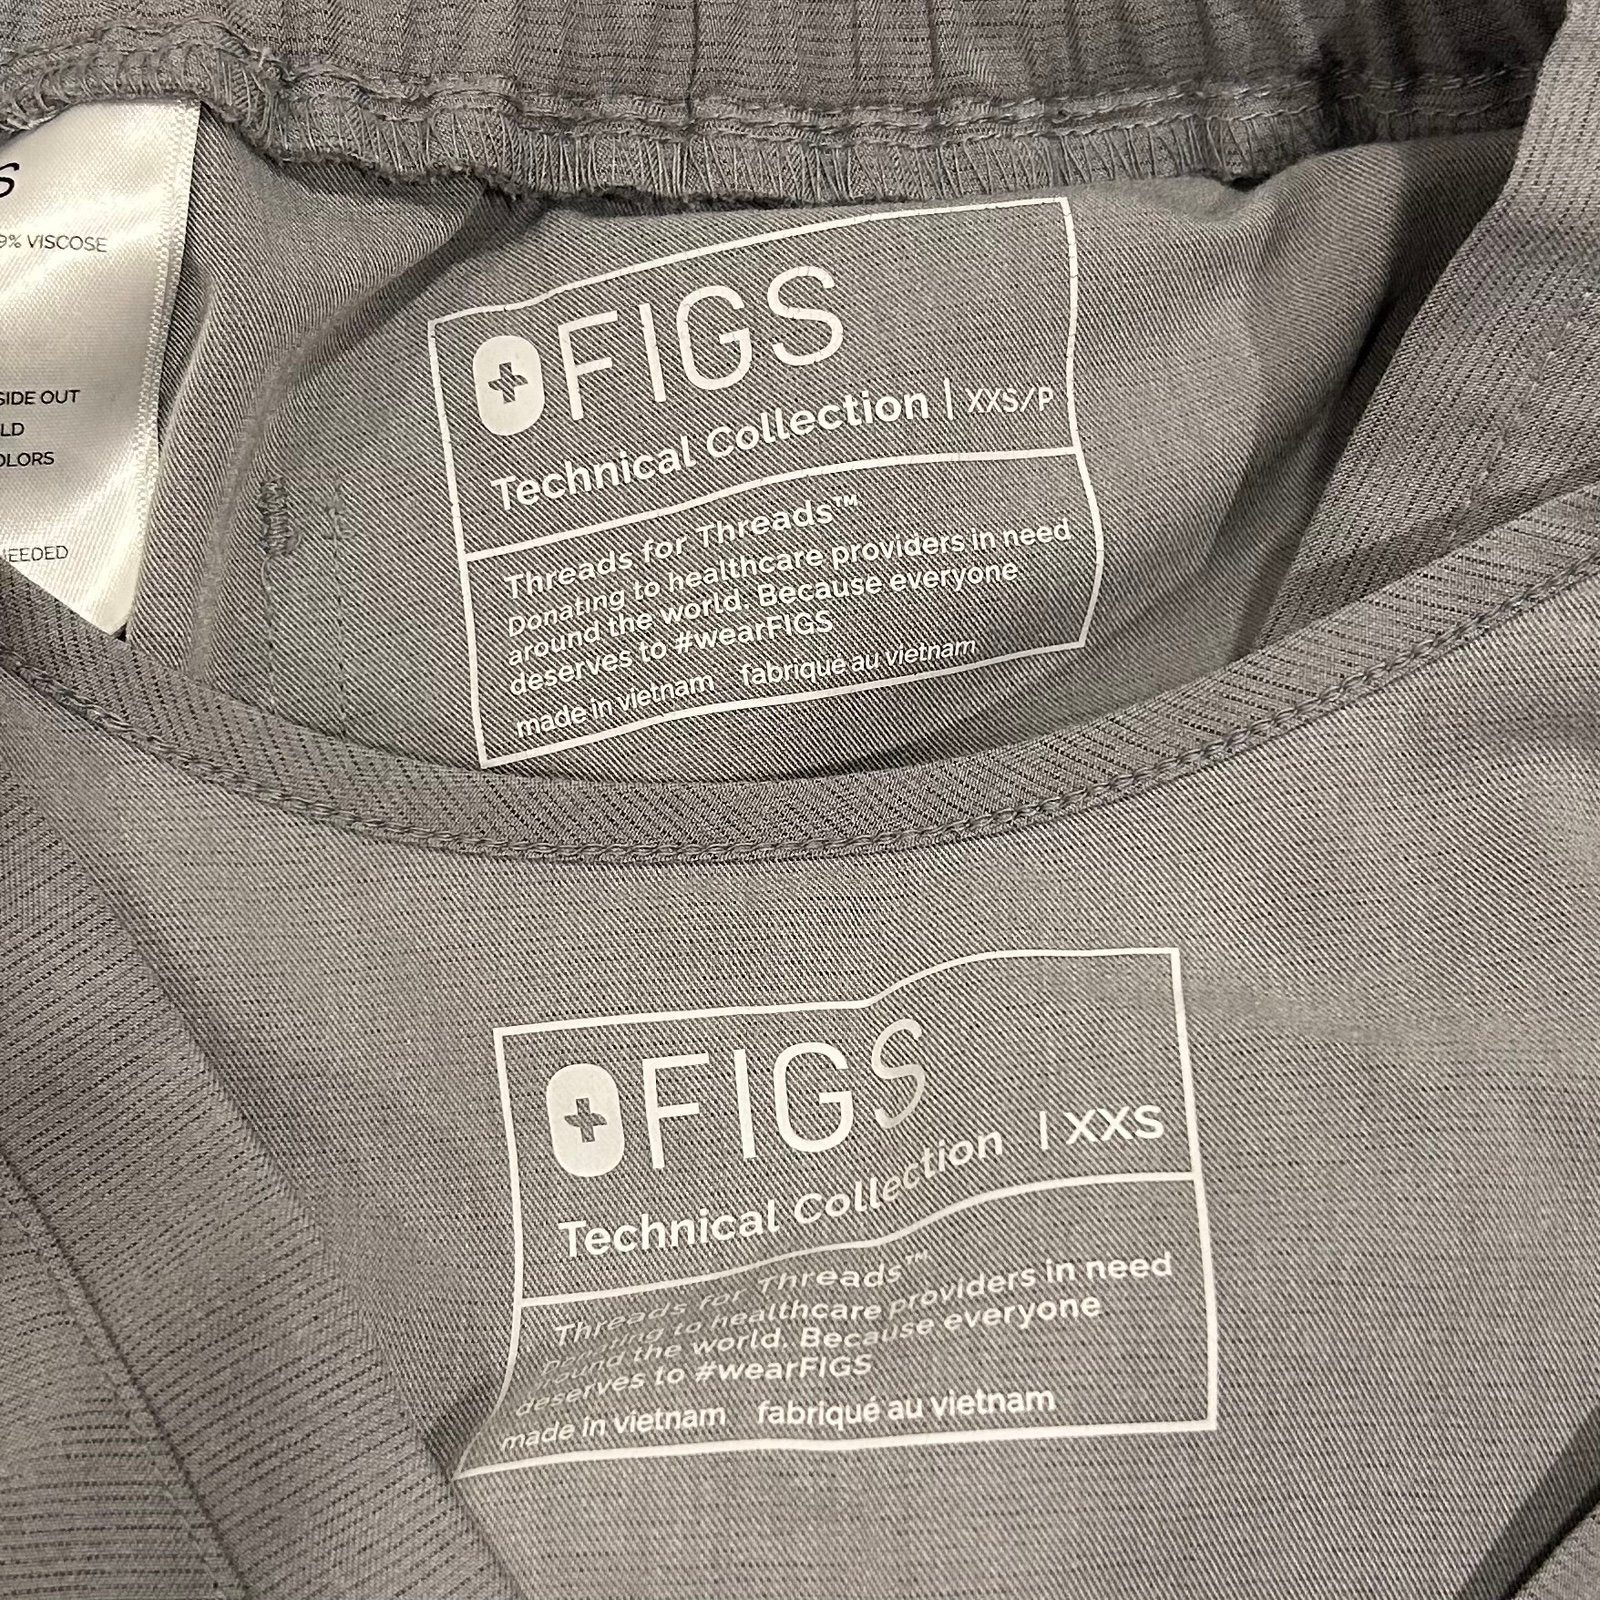 S
9% VISCOSE
SIDE OUT
LD
OLORS
NEEDED
FIGS
Technical Collection | XXS/P
Threads for Threads™
Donating to healthcare providers in need
around the world. Because everyone
deserves to #wearFIGS
made in vietnam fabriqué au vietnam
FIGS
Technical Collection | XXS
Threads for Threads™
Donating to healthcare providers in need
around the world. Because everyone
deserves to #wearFIGS
made in vietnam fabriqué au vietnam